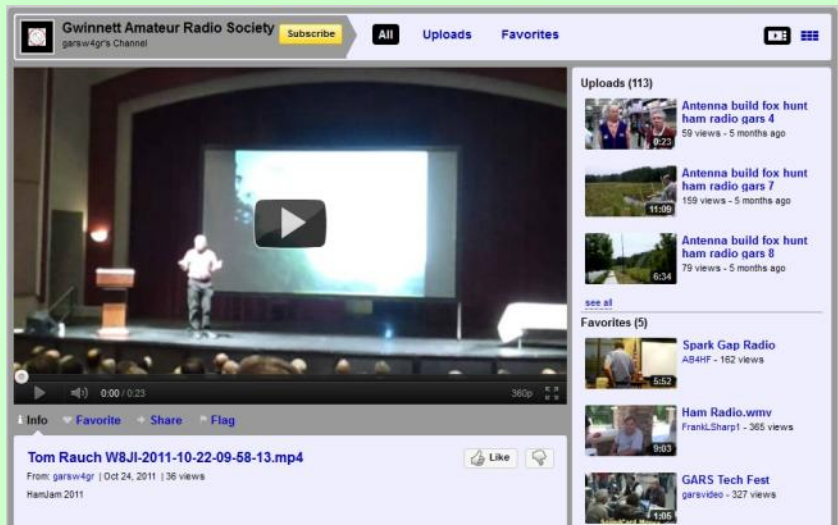 Gwinnett Amateur Radio Society
garsw4gr's Channel
Subscribe
All
Uploads
Favorites
Uploads (113)
0:23
Antenna build fox hunt
ham radio gars 4
59 views - 5 months ago
11:09
Antenna build fox hunt
ham radio gars 7
159 views - 5 months ago
6:34
Antenna build fox hunt
ham radio gars 8
79 views - 5 months ago
see all
Favorites (5)
5:52
Spark Gap Radio
AB4HF - 162 views
9:03
Ham Radio.wmv
FrankLSharp1 - 365 views
1:05
GARS Tech Fest
garsvideo - 327 views
0:00 / 0:23
360p
Info
Favorite
Share
Flag
Tom Rauch W8JI-2011-10-22-09-58-13.mp4
Like
From: garsw4gr | Oct 24, 2011 | 36 views
HamJam 2011